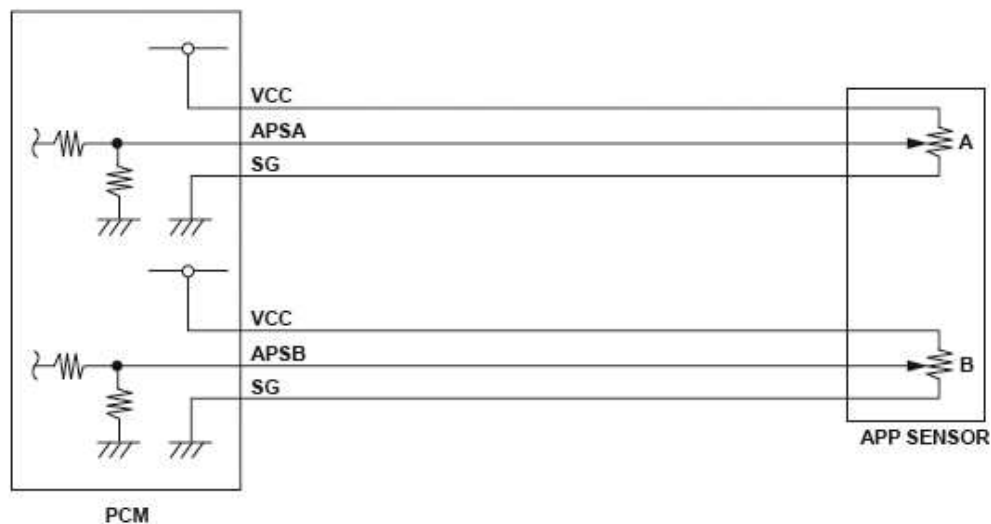 VCC
APSA
SG
A
VCC
APSB
SG
B
APP SENSOR
PCM